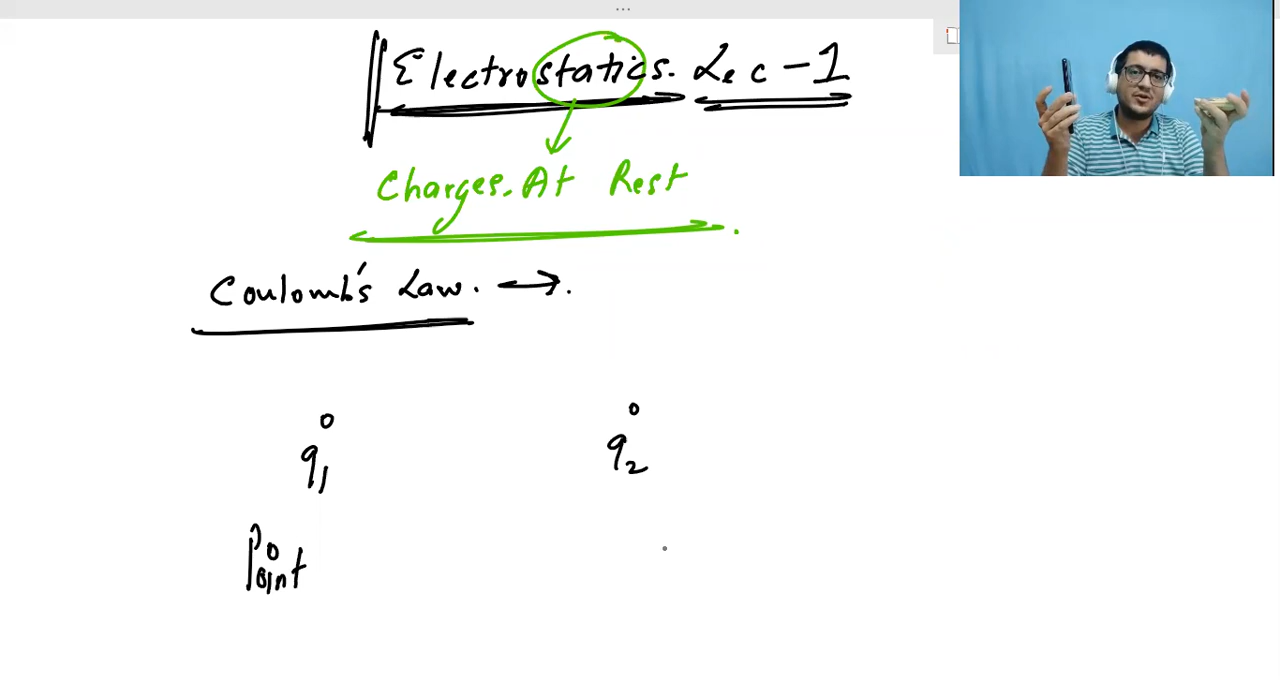 Electrostatics. Lec-1
Charges. At Rest
Coulomb's Law.
q1 q2
Point